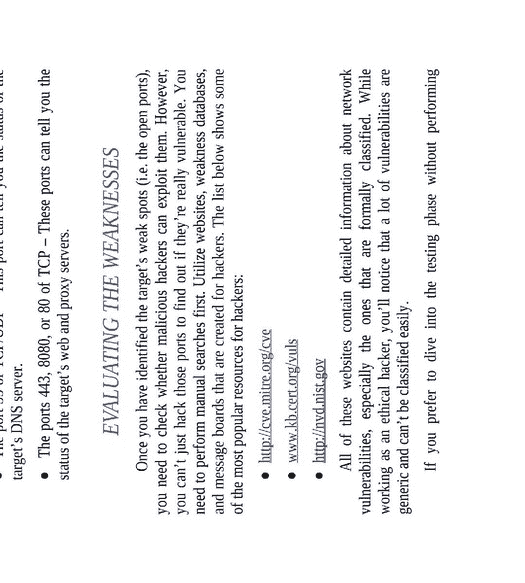 target's DNS server.
● The ports 443, 8080, or 80 of TCP – These ports can tell you the
status of the target's web and proxy servers.
EVALUATING THE WEAKNESSES
Once you have identified the target's weak spots (i.e. the open ports),
you need to check whether malicious hackers can exploit them. However,
you can't just hack those ports to find out if they're really vulnerable. You
need to perform manual searches first. Utilize websites, weakness databases,
and message boards that are created for hackers. The list below shows some
of the most popular resources for hackers:
● http://cve.mitre.org/cve
● www.kb.cert.org/vuls
● http://nvd.nist.gov
All of these websites contain detailed information about network
vulnerabilities, especially the ones that are formally classified. While
working as an ethical hacker, you'll notice that a lot of vulnerabilities are
generic and can't be classified easily.
If you prefer to dive into the testing phase without performing